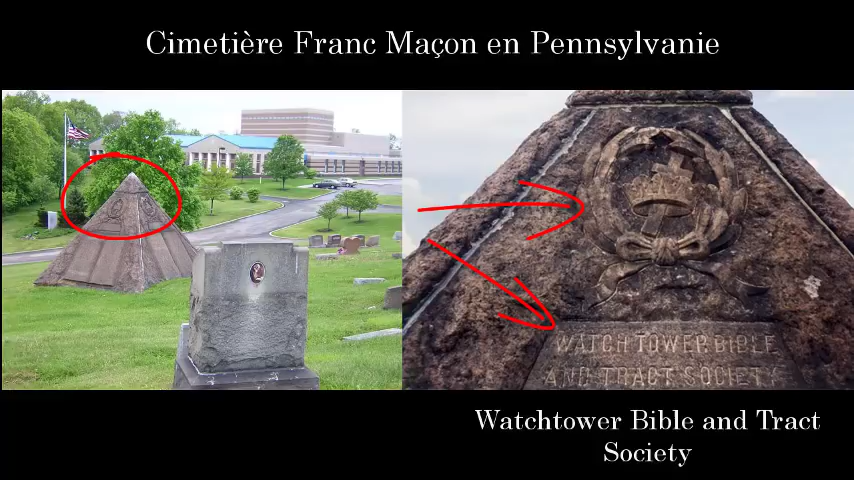 Cimetière Franc Maçon en Pennsylvanie
WATCH TOWER BIBLE
AND TRACT SOCIETY
Watchtower Bible and Tract
Society